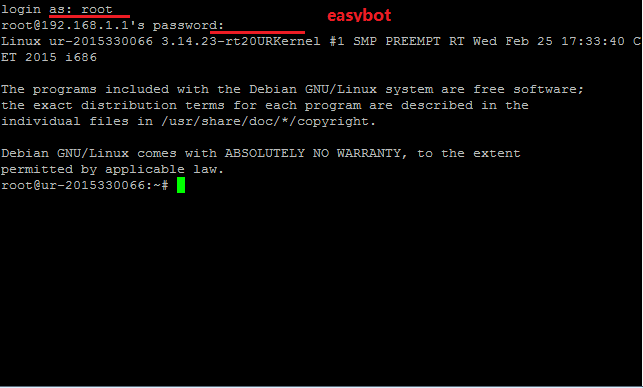 login as: root
easybot
root@192.168.1.1's password:
Linux ur-2015330066 3.14.23-rt20URKernel #1 SMP PREEMPT RT Wed Feb 25 17:33:40 C
ET 2015 i686
The programs included with the Debian GNU/Linux system are free software;
the exact distribution terms for each program are described in the
individual files in /usr/share/doc/*/copyright.
Debian GNU/Linux comes with ABSOLUTELY NO WARRANTY, to the extent
permitted by applicable law.
root@ur-2015330066:~#